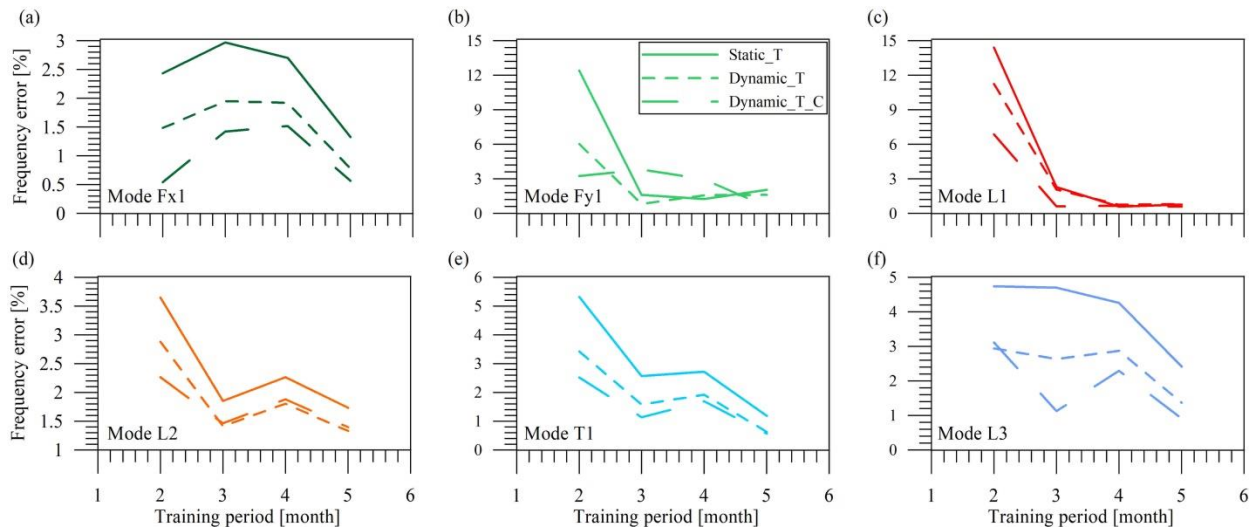 (a)
(b)
(c)
Frequency error [%]
3
2.5
2
1.5
1
0.5
0
Mode Fx1
15
12
9
6
3
0
Mode Fy1
Static_T
Dynamic_T
Dynamic_T_C
15
12
9
6
3
0
Mode L1
(d)
(e)
(f)
Frequency error [%]
4
3.5
3
2.5
2
1.5
1
Mode L2
1 2 3 4 5 6
Training period [month]
6
5
4
3
2
1
0
Mode T1
1 2 3 4 5 6
Training period [month]
5
4
3
2
1
0
Mode L3
1 2 3 4 5 6
Training period [month]